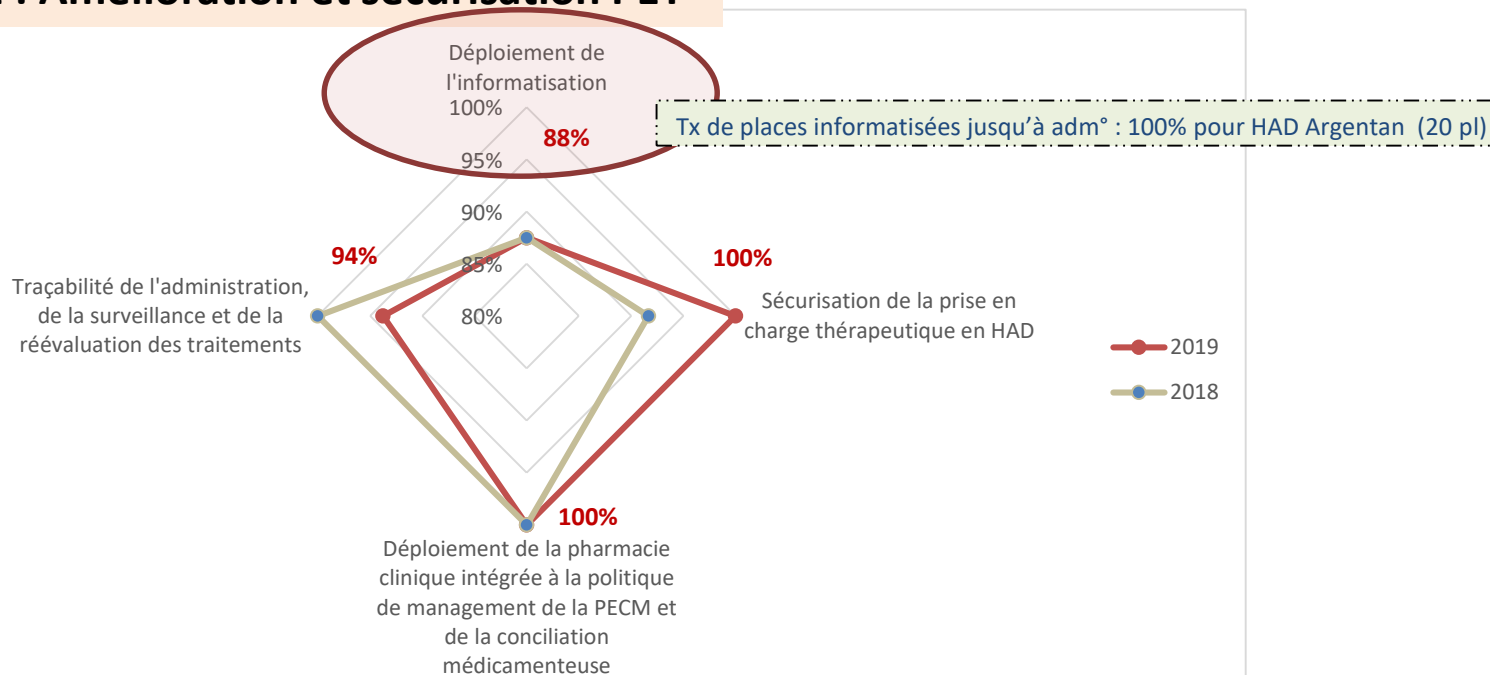 : Amélioration et sécurisation PET
Déploiement de
l'informatisation
100%
88%
Tx de places informatisées jusqu'à adm° : 100% pour HAD Argentan (20 pl)
95%
90%
94%
100%
85%
Traçabilité de l'administration,
de la surveillance et de la
réévaluation des traitements
80%
Sécurisation de la prise en
charge thérapeutique en HAD
2019
2018
100%
Déploiement de la pharmacie
clinique intégrée à la politique
de management de la PECM et
de la conciliation
médicamenteuse